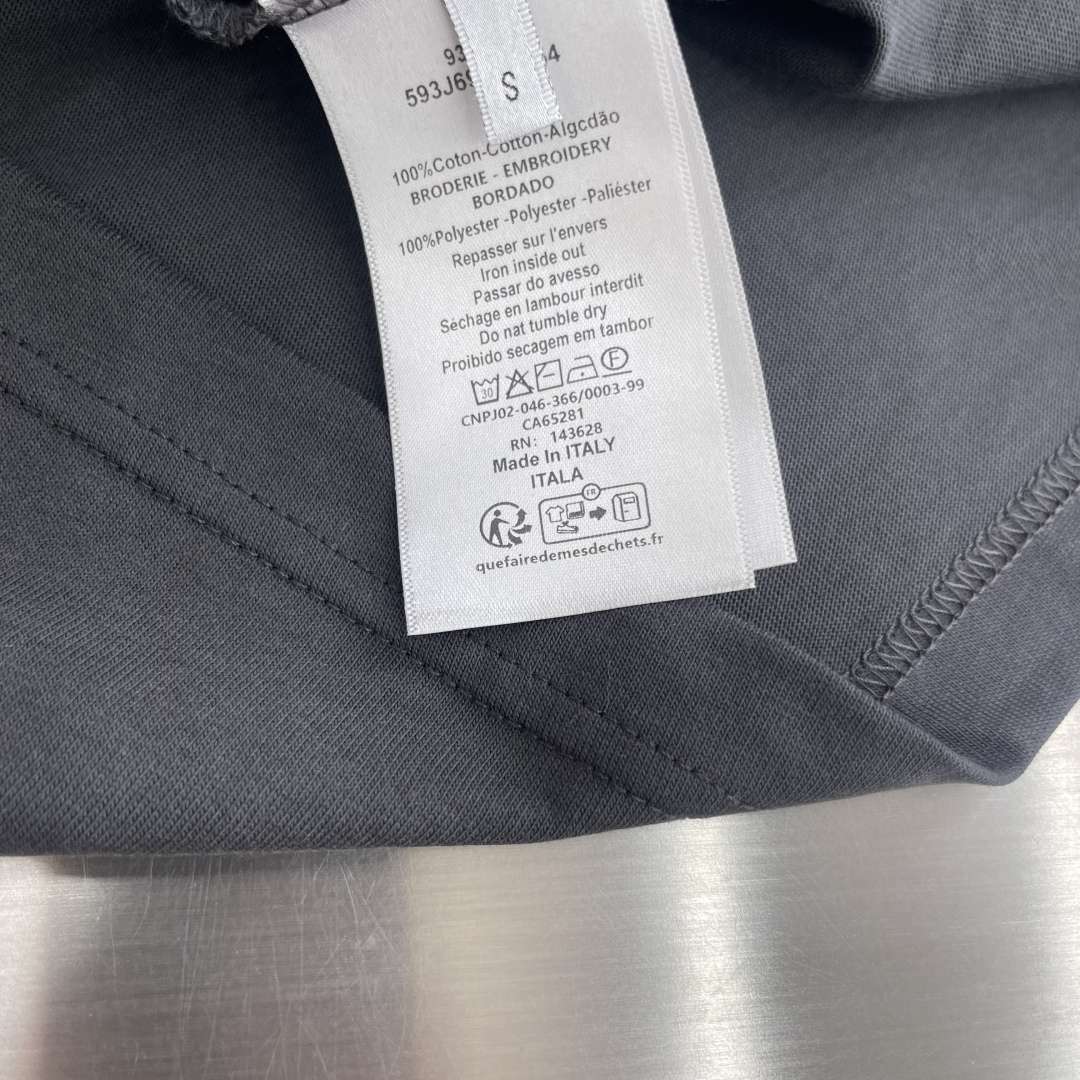 S
100%Coton-Cotton-Algcdão
BRODERIE - EMBROIDERY
BORDADO
100%Polyester -Polyester -Paliéster
Repasser sur l'envers
Iron inside out
Passar do avesso
Séchage en lambour interdit
Do nat tumble dry
Proibido secagem em tambor
30 F
CNPJ02-046-366/0003-99
CA65281
RN: 143628
Made In ITALY
ITALA
FR
quefairedemesdechets.fr